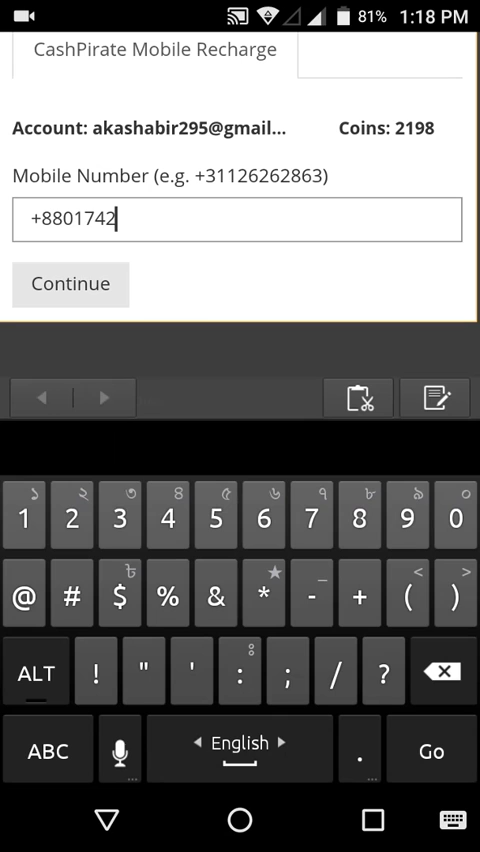 81% 1:18 PM
CashPirate Mobile Recharge
Account: akashabir295@gmail... Coins: 2198
Mobile Number (e.g. +31126262863)
+8801742
Continue
১ ২ ৩ ৪ ৫ ৬ ৭ ৮ ৯ ০
1 2 3 4 5 6 7 8 9 0
৳ ★ _ < >
@ # $ % & * - + ( )
ALT ! " ' : ; / ?
ABC English . Go